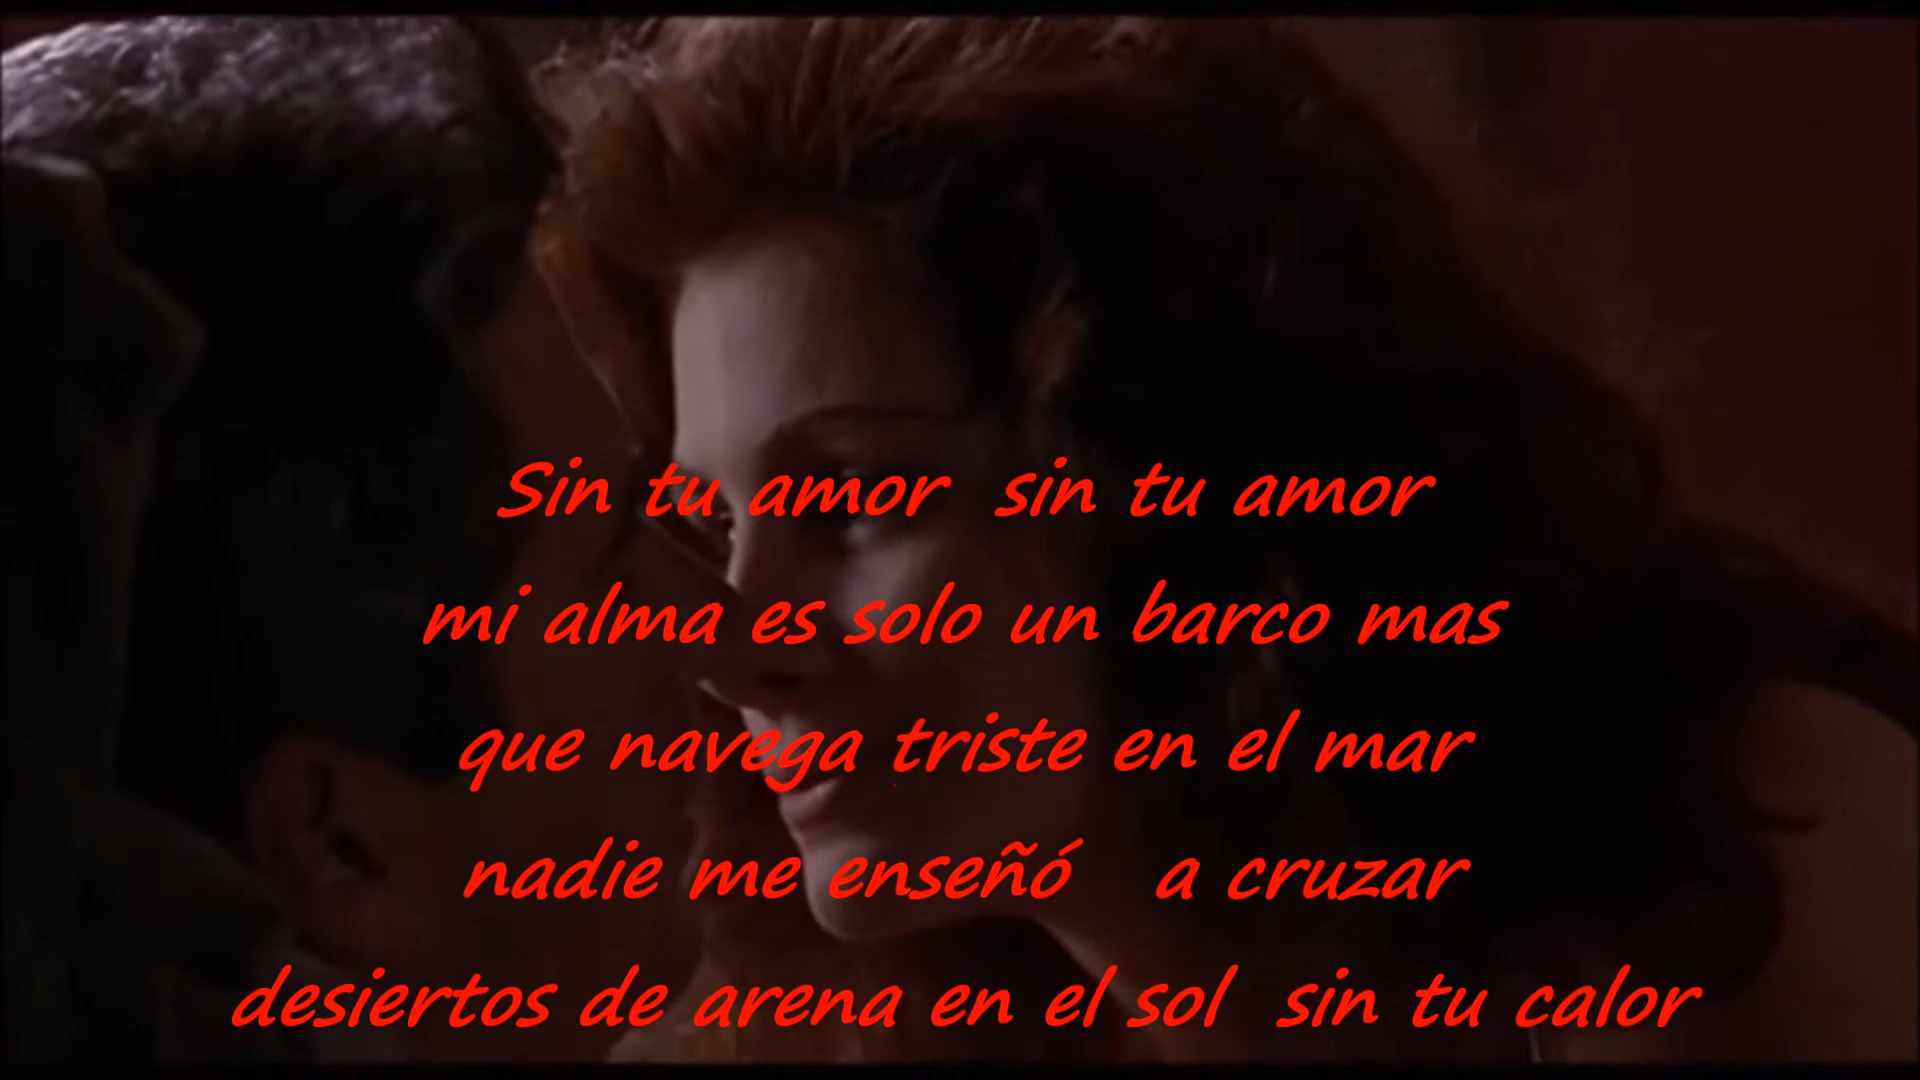 Sin tu amor sin tu amor
mi alma es solo un barco mas
que navega triste en el mar
nadie me enseñó a cruzar
desiertos de arena en el sol sin tu calor